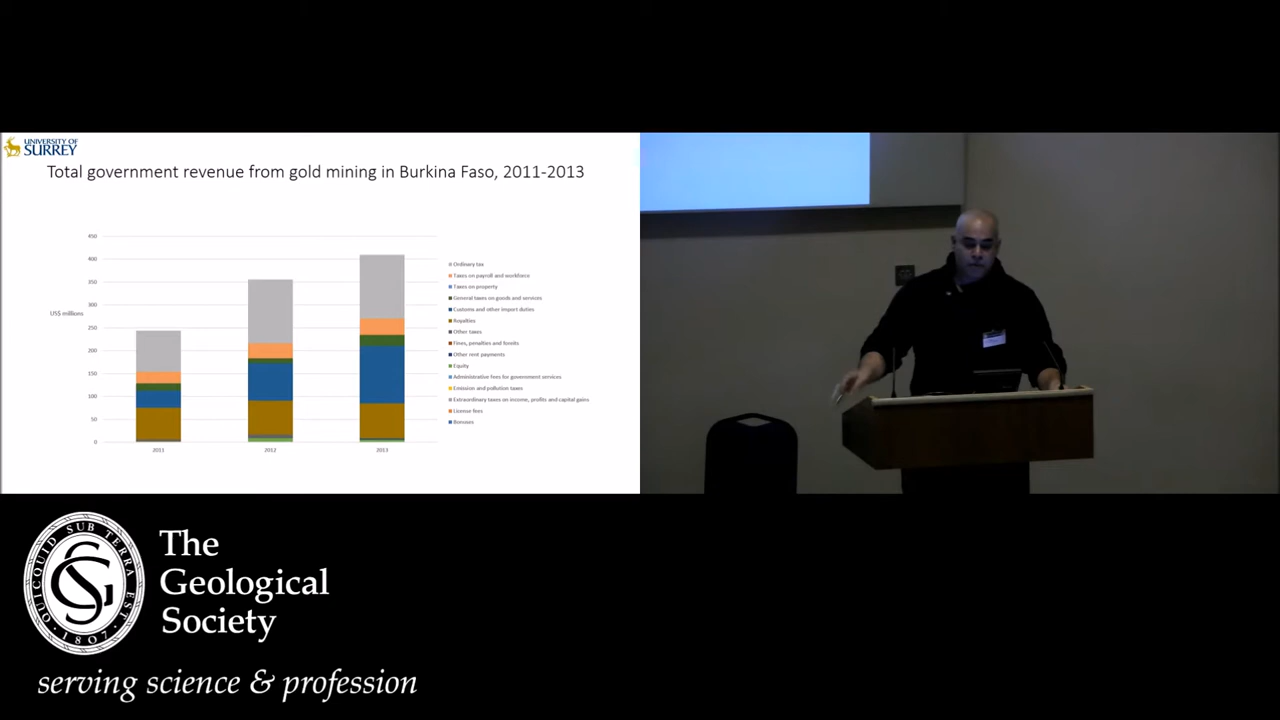 UNIVERSITY OF
SURREY
Total government revenue from gold mining in Burkina Faso, 2011-2013
450
400
350
300
250
200
150
100
50
0
US$ millions
2011
2012
2013
Ordinary tax
Taxes on payroll and workforce
Taxes on property
General taxes on goods and services
Customs and other import duties
Royalties
Other taxes
Fines, penalties and foreits
Other rent payments
Equity
Administrative fees for government services
Emission and pollution taxes
Extraordinary taxes on income, profits and capital gains
License fees
Bonuses
QUICQUID SUB TERRA EST
1807
The
Geological
Society
serving science & profession